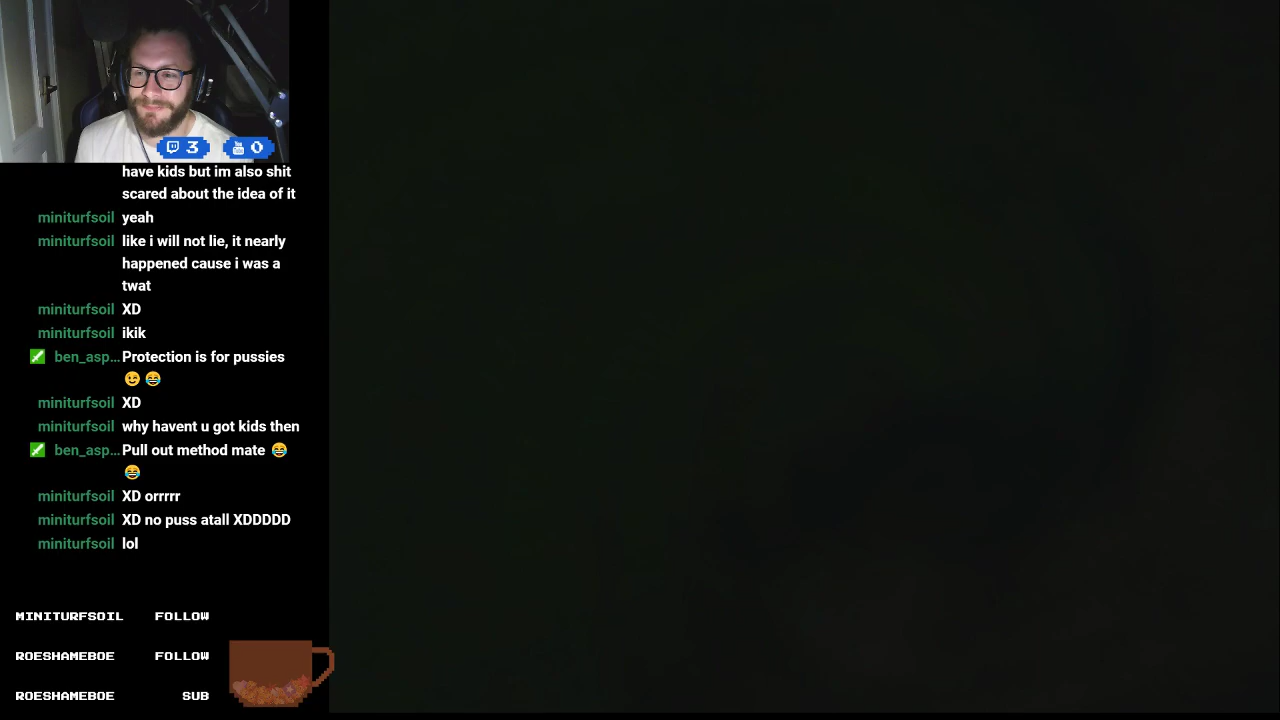 3 0
have kids but im also shit
scared about the idea of it
miniturfsoil yeah
miniturfsoil like i will not lie, it nearly
happened cause i was a
twat
miniturfsoil XD
miniturfsoil ikik
ben_asp... Protection is for pussies
😉 😂
miniturfsoil XD
miniturfsoil why havent u got kids then
ben_asp... Pull out method mate 😂
😂
miniturfsoil XD orrrrr
miniturfsoil XD no puss atall XDDDDD
miniturfsoil lol
MINITURFSOIL FOLLOW
ROESHAMEBOE FOLLOW
ROESHAMEBOE SUB